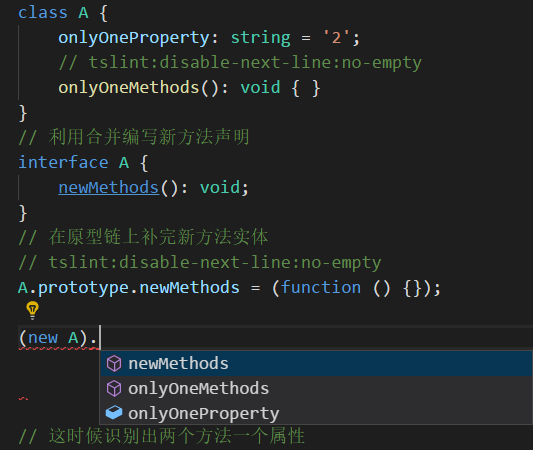 class A {
    onlyOneProperty: string = '2';
    // tslint:disable-next-line:no-empty
    onlyOneMethods(): void { }
}
// 利用合并编写新方法声明
interface A {
    newMethods(): void;
}
// 在原型链上补完新方法实体
// tslint:disable-next-line:no-empty
A.prototype.newMethods = (function () {});
(new A).
newMethods
onlyOneMethods
onlyOneProperty
// 这时候识别出两个方法一个属性